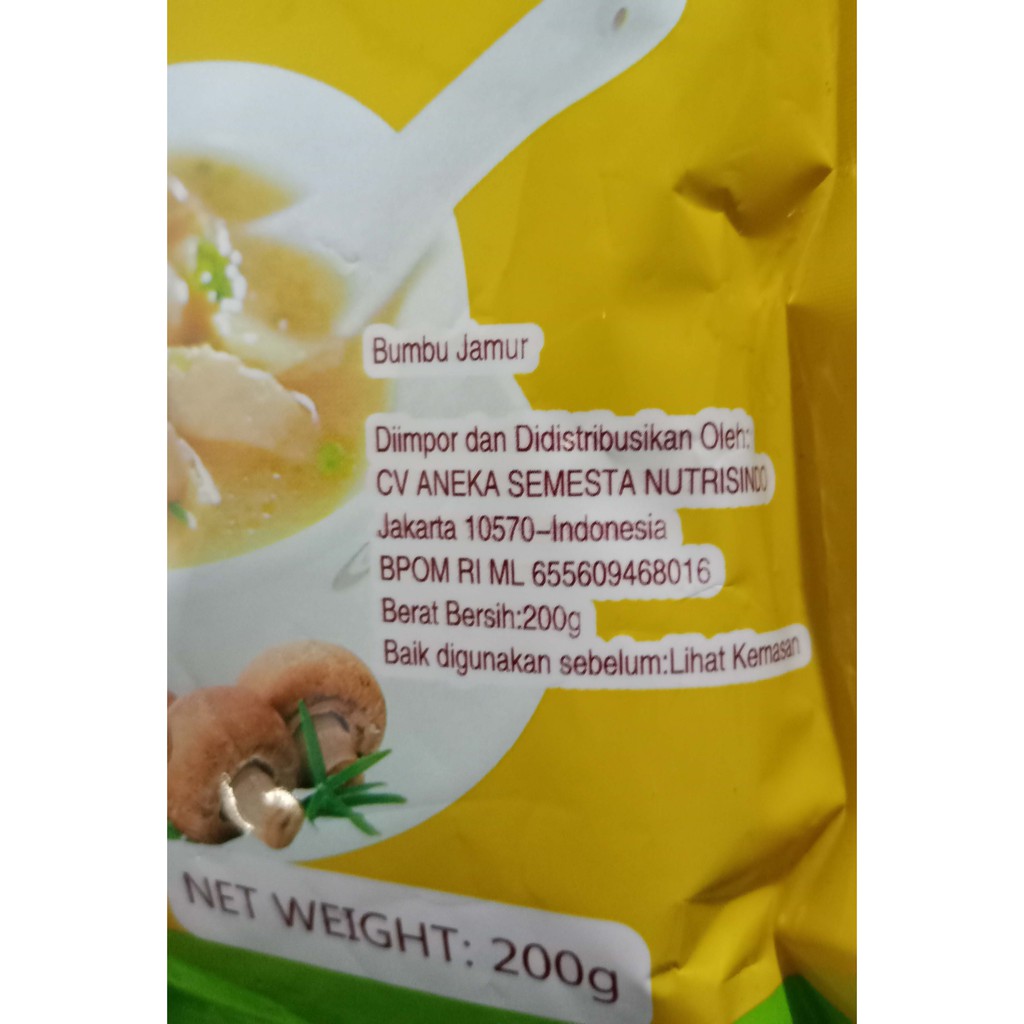 Bumbu Jamur
Diimpor dan Didistribusikan Oleh:
CV ANEKA SEMESTA NUTRISINDO
Jakarta 10570–Indonesia
BPOM RI ML 655609468016
Berat Bersih:200g
Baik digunakan sebelum:Lihat Kemasan
NET WEIGHT: 200g